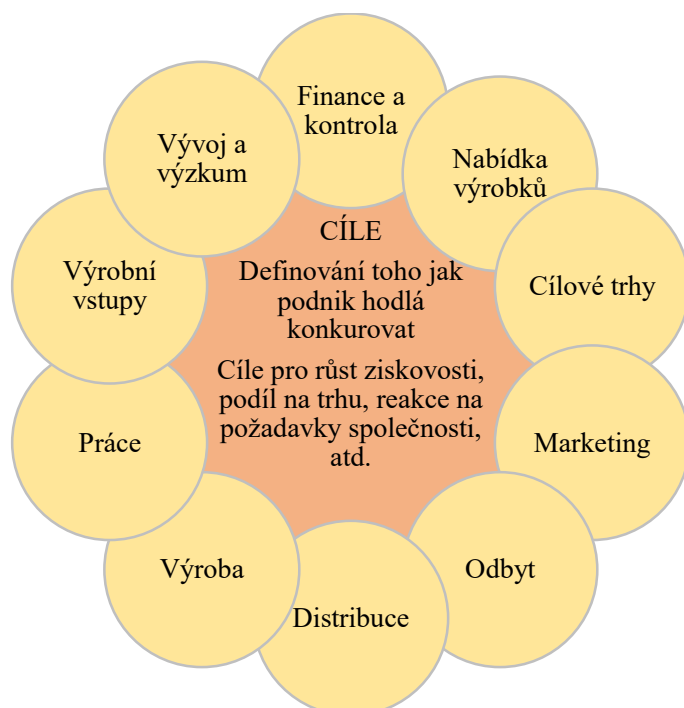 Finance a
kontrola
Nabídka
výrobků
Cílové trhy
Marketing
Odbyt
Distribuce
Výroba
Práce
Výrobní
vstupy
Vývoj a
výzkum
CÍLE
Definování toho jak
podnik hodlá
konkurovat
Cíle pro růst ziskovosti,
podíl na trhu, reakce na
požadavky společnosti,
atd.